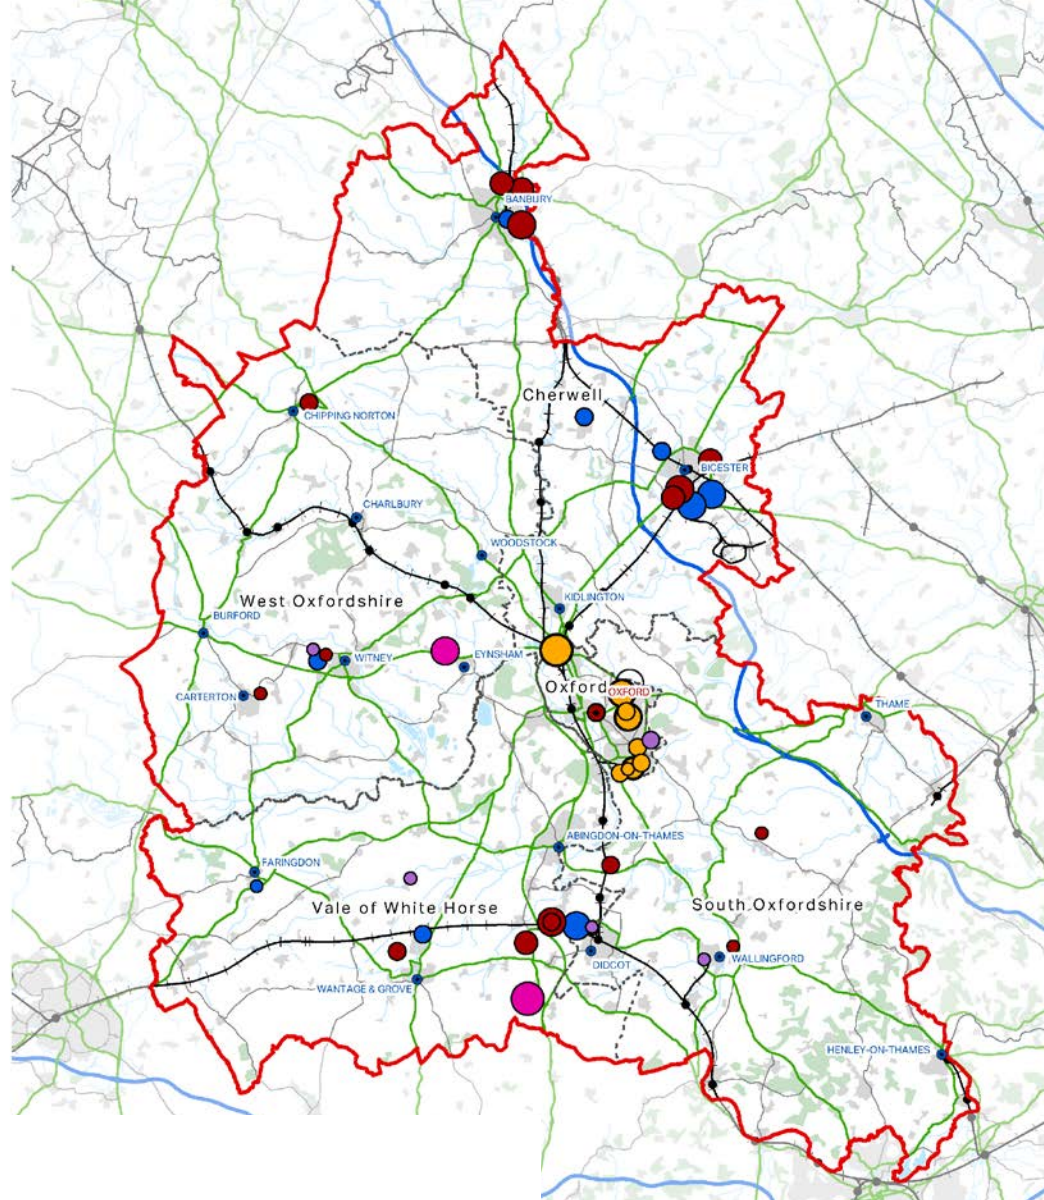 BANBURY
Cherwell
CHIPPING NORTON
BICESTER
CHARLBURY
WOODSTOCK
KIDLINGTON
West Oxfordshire
BURFORD
EYNSHAM
WITNEY
Oxford
OXFORD
CARTERTON
THAME
ABINGDON-ON-THAMES
FARINGDON
South Oxfordshire
Vale of White Horse
WALLINGFORD
DIDCOT
WANTAGE & GROVE
HENLEY-ON-THAMES